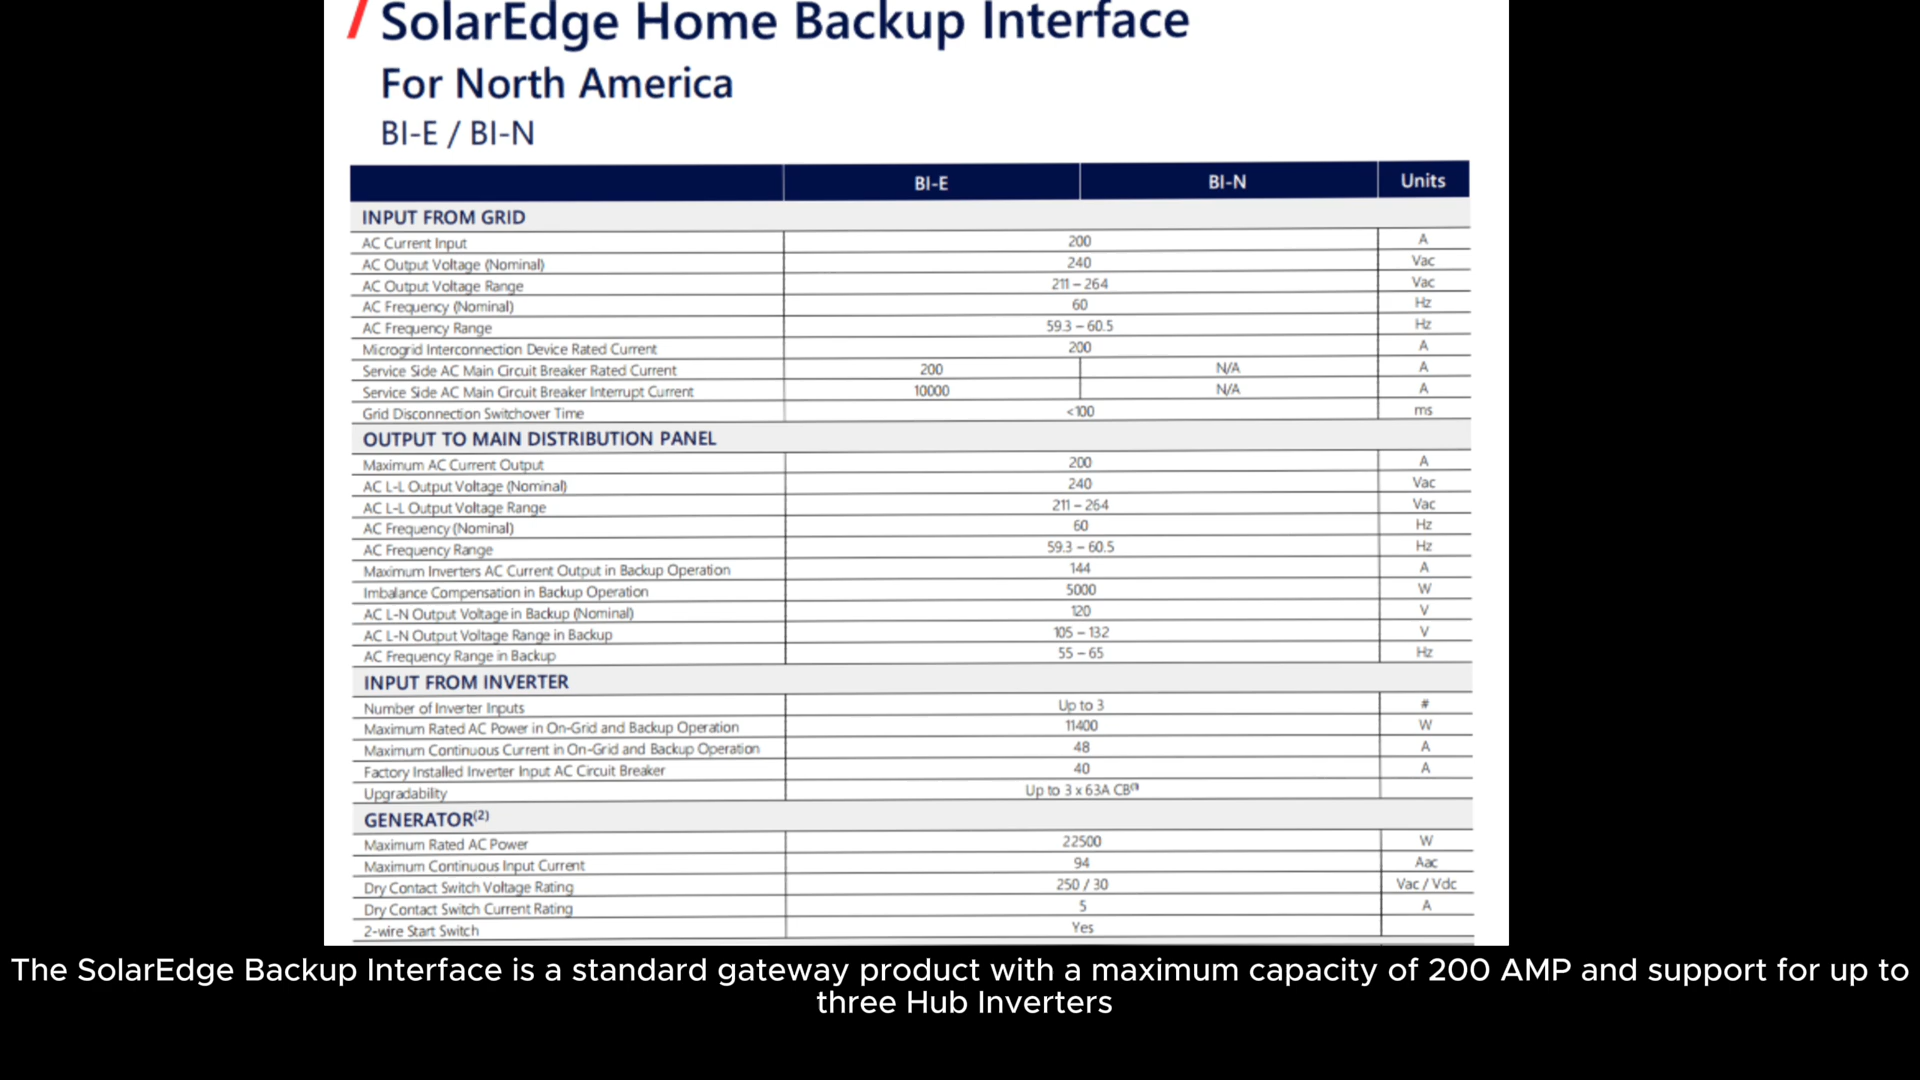 SolarEdge Home Backup Interface
For North America
BI-E / BI-N
BI-E BI-N Units
INPUT FROM GRID
AC Current Input 200 A
AC Output Voltage (Nominal) 240 Vac
AC Output Voltage Range 211 – 264 Vac
AC Frequency (Nominal) 60 Hz
AC Frequency Range 59.3 – 60.5 Hz
Microgrid Interconnection Device Rated Current 200 A
Service Side AC Main Circuit Breaker Rated Current 200 N/A A
Service Side AC Main Circuit Breaker Interrupt Current 10000 N/A A
Grid Disconnection Switchover Time <100 ms
OUTPUT TO MAIN DISTRIBUTION PANEL
Maximum AC Current Output 200 A
AC L-L Output Voltage (Nominal) 240 Vac
AC L-L Output Voltage Range 211 – 264 Vac
AC Frequency (Nominal) 60 Hz
AC Frequency Range 59.3 – 60.5 Hz
Maximum Inverters AC Current Output in Backup Operation 144 A
Imbalance Compensation in Backup Operation 5000 W
AC L-N Output Voltage in Backup (Nominal) 120 V
AC L-N Output Voltage Range in Backup 105 – 132 V
AC Frequency Range in Backup 55 – 65 Hz
INPUT FROM INVERTER
Number of Inverter Inputs Up to 3 #
Maximum Rated AC Power in On-Grid and Backup Operation 11400 W
Maximum Continuous Current in On-Grid and Backup Operation 48 A
Factory Installed Inverter Input AC Circuit Breaker 40 A
Upgradability Up to 3 x 63A CB(1)
GENERATOR(2)
Maximum Rated AC Power 22500 W
Maximum Continuous Input Current 94 Aac
Dry Contact Switch Voltage Rating 250 / 30 Vac / Vdc
Dry Contact Switch Current Rating 5 A
2-wire Start Switch Yes
The SolarEdge Backup Interface is a standard gateway product with a maximum capacity of 200 AMP and support for up to
three Hub Inverters